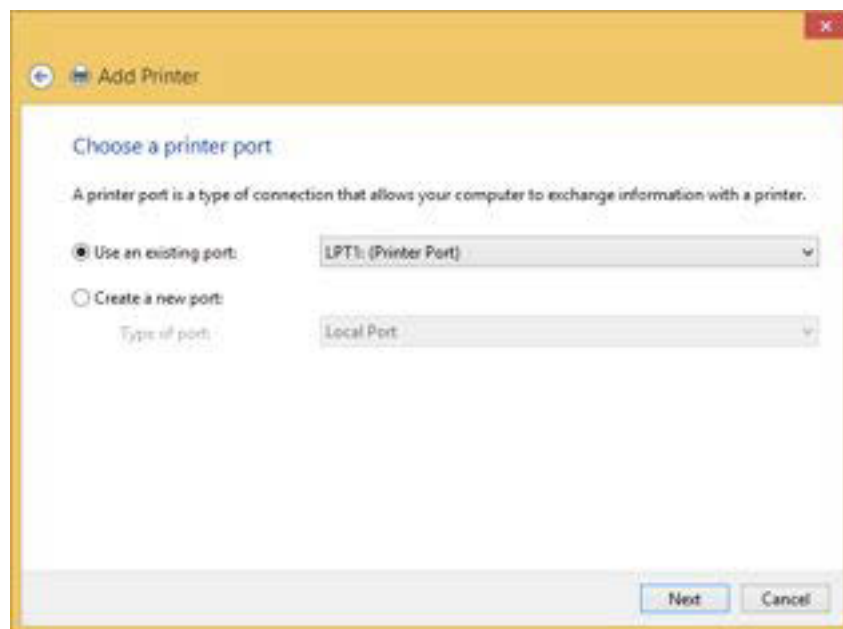 Add Printer
Choose a printer port
A printer port is a type of connection that allows your computer to exchange information with a printer.
Use an existing port: LPT1: (Printer Port)
Create a new port:
Type of port: Local Port
Next Cancel